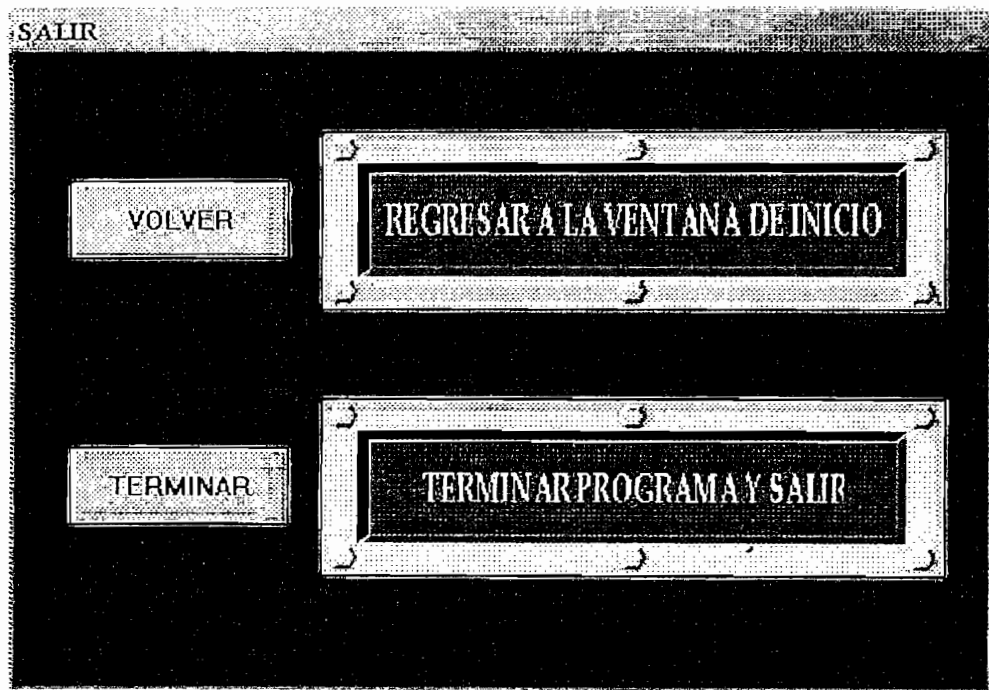 SALIR
VOLVER
REGRESAR A LA VENTANA DE INICIO
TERMINAR
TERMINAR PROGRAMA Y SALIR